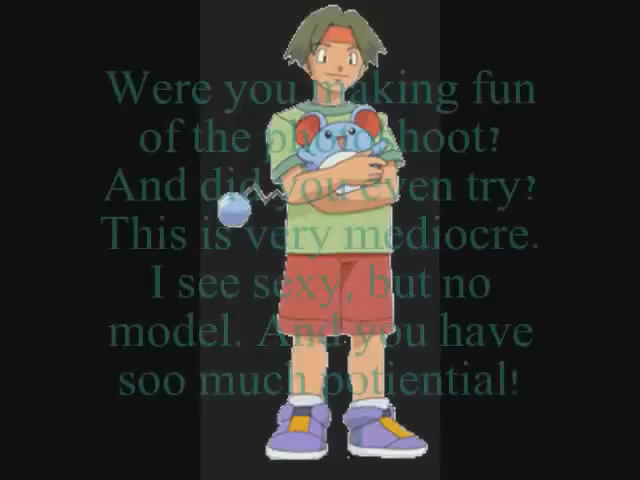 Were you making fun
of the photoshoot?
And did you even try?
This is very mediocre.
I see sexy, but no
model. And you have
soo much potiential!